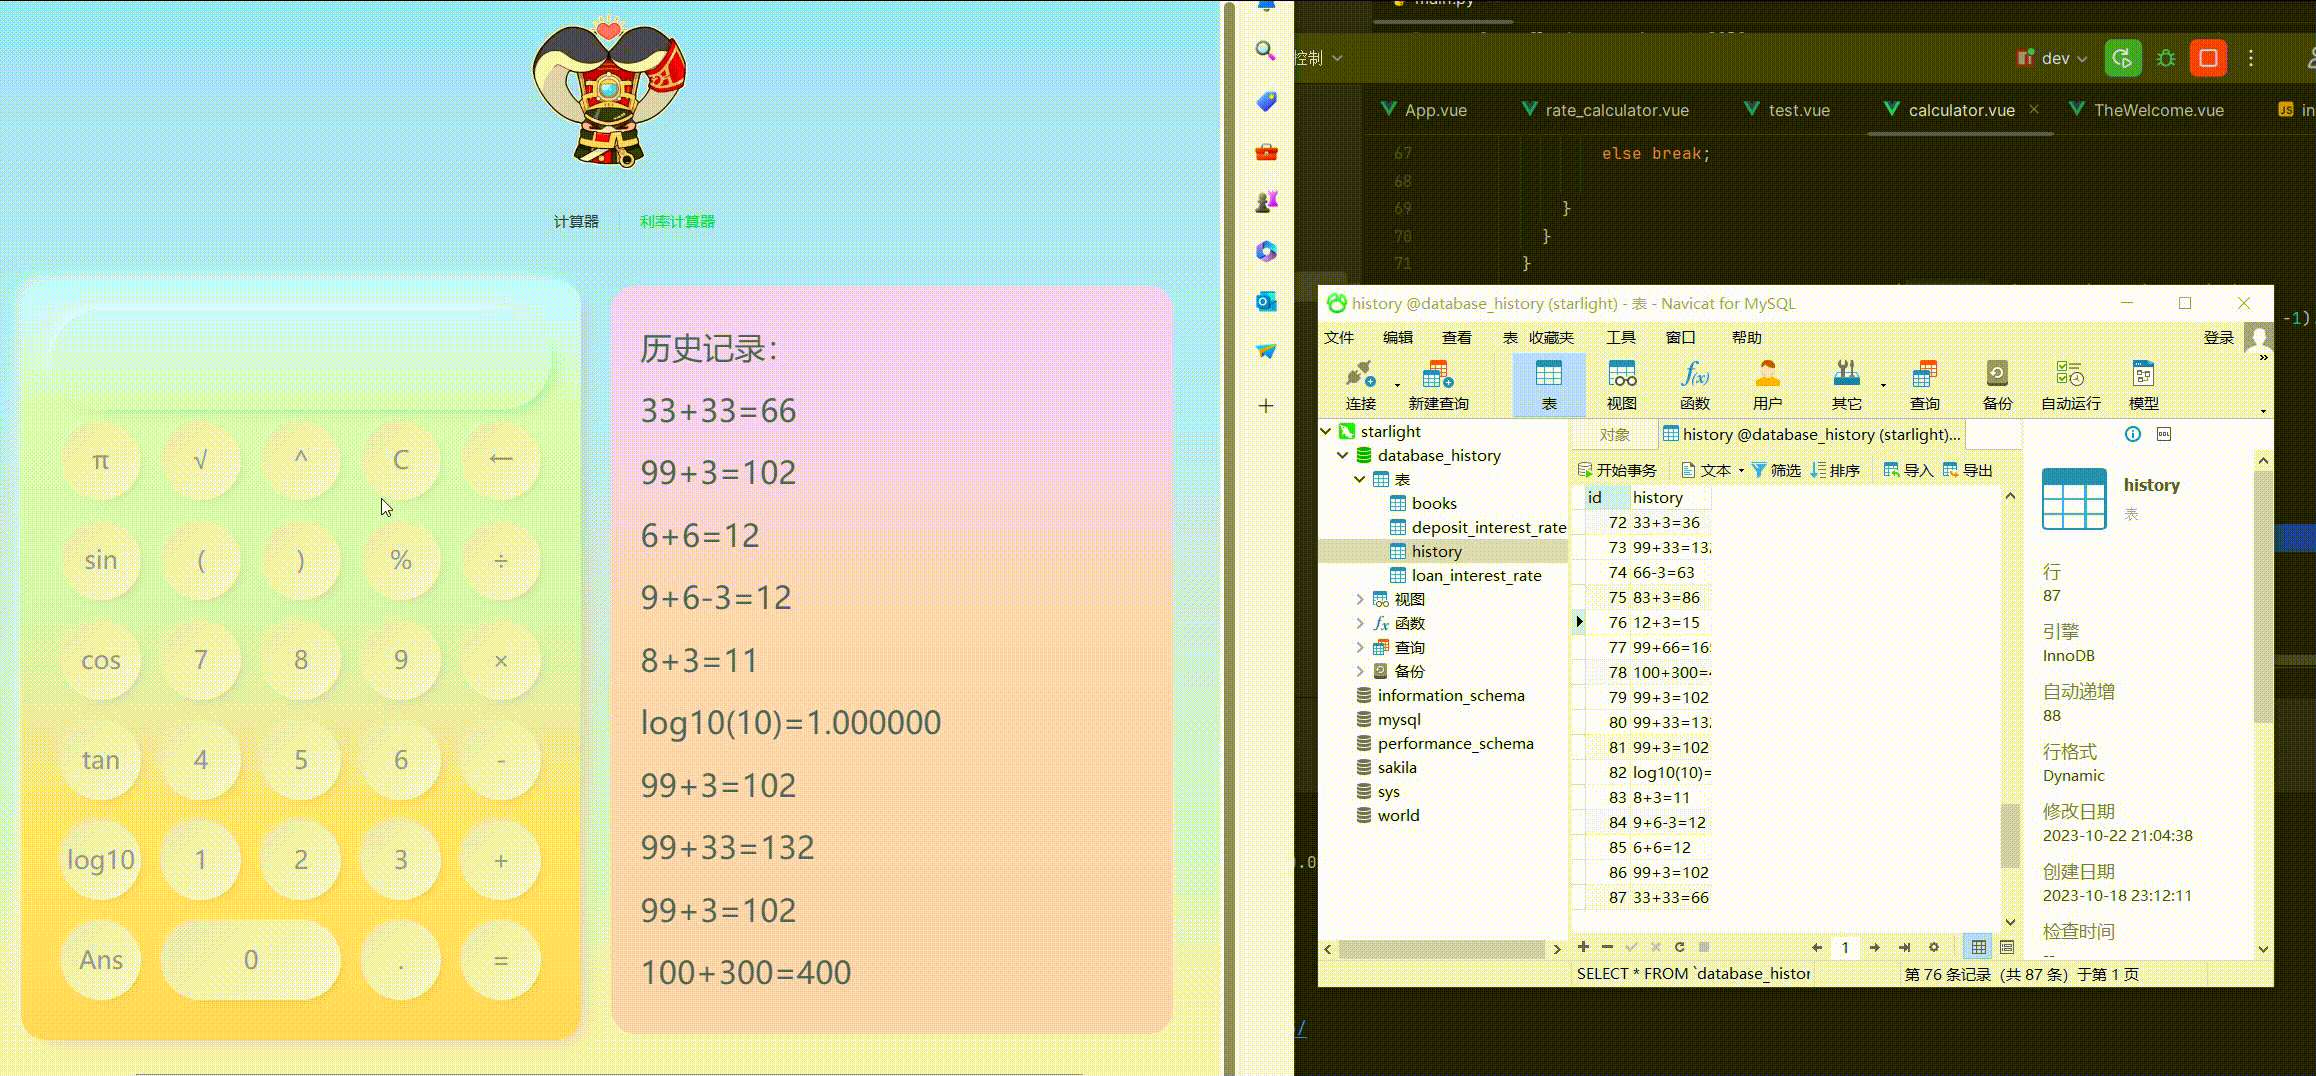 计算器
利率计算器
π √ ^ C ←
sin ( ) % ÷
cos 7 8 9 ×
tan 4 5 6 -
log10 1 2 3 +
Ans 0 . =
历史记录:
33+33=66
99+3=102
6+6=12
9+6-3=12
8+3=11
log10(10)=1.000000
99+3=102
99+33=132
99+3=102
100+300=400
main.py
控制
dev
App.vue rate_calculator.vue test.vue calculator.vue TheWelcome.vue in
67 else break;
68
69 }
70 }
71 }
-1)
history @database_history (starlight) - 表 - Navicat for MySQL
文件 编辑 查看 表 收藏夹 工具 窗口 帮助 登录
连接 新建查询 表 视图 函数 用户 其它 查询 备份 自动运行 模型
starlight
database_history
表
books
deposit_interest_rate
history
loan_interest_rate
视图
函数
查询
备份
information_schema
mysql
performance_schema
sakila
sys
world
对象 history @database_history (starlight)...
开始事务 文本 筛选 排序 导入 导出
id history
72 33+3=36
73 99+33=132
74 66-3=63
75 83+3=86
76 12+3=15
77 99+66=16
78 100+300=
79 99+3=102
80 99+33=132
81 99+3=102
82 log10(10)=
83 8+3=11
84 9+6-3=12
85 6+6=12
86 99+3=102
87 33+33=66
1
SELECT * FROM `database_histor
第 76 条记录 (共 87 条) 于第 1 页
history
表
行
87
引擎
InnoDB
自动递增
88
行格式
Dynamic
修改日期
2023-10-22 21:04:38
创建日期
2023-10-18 23:12:11
检查时间
--
0.0
/